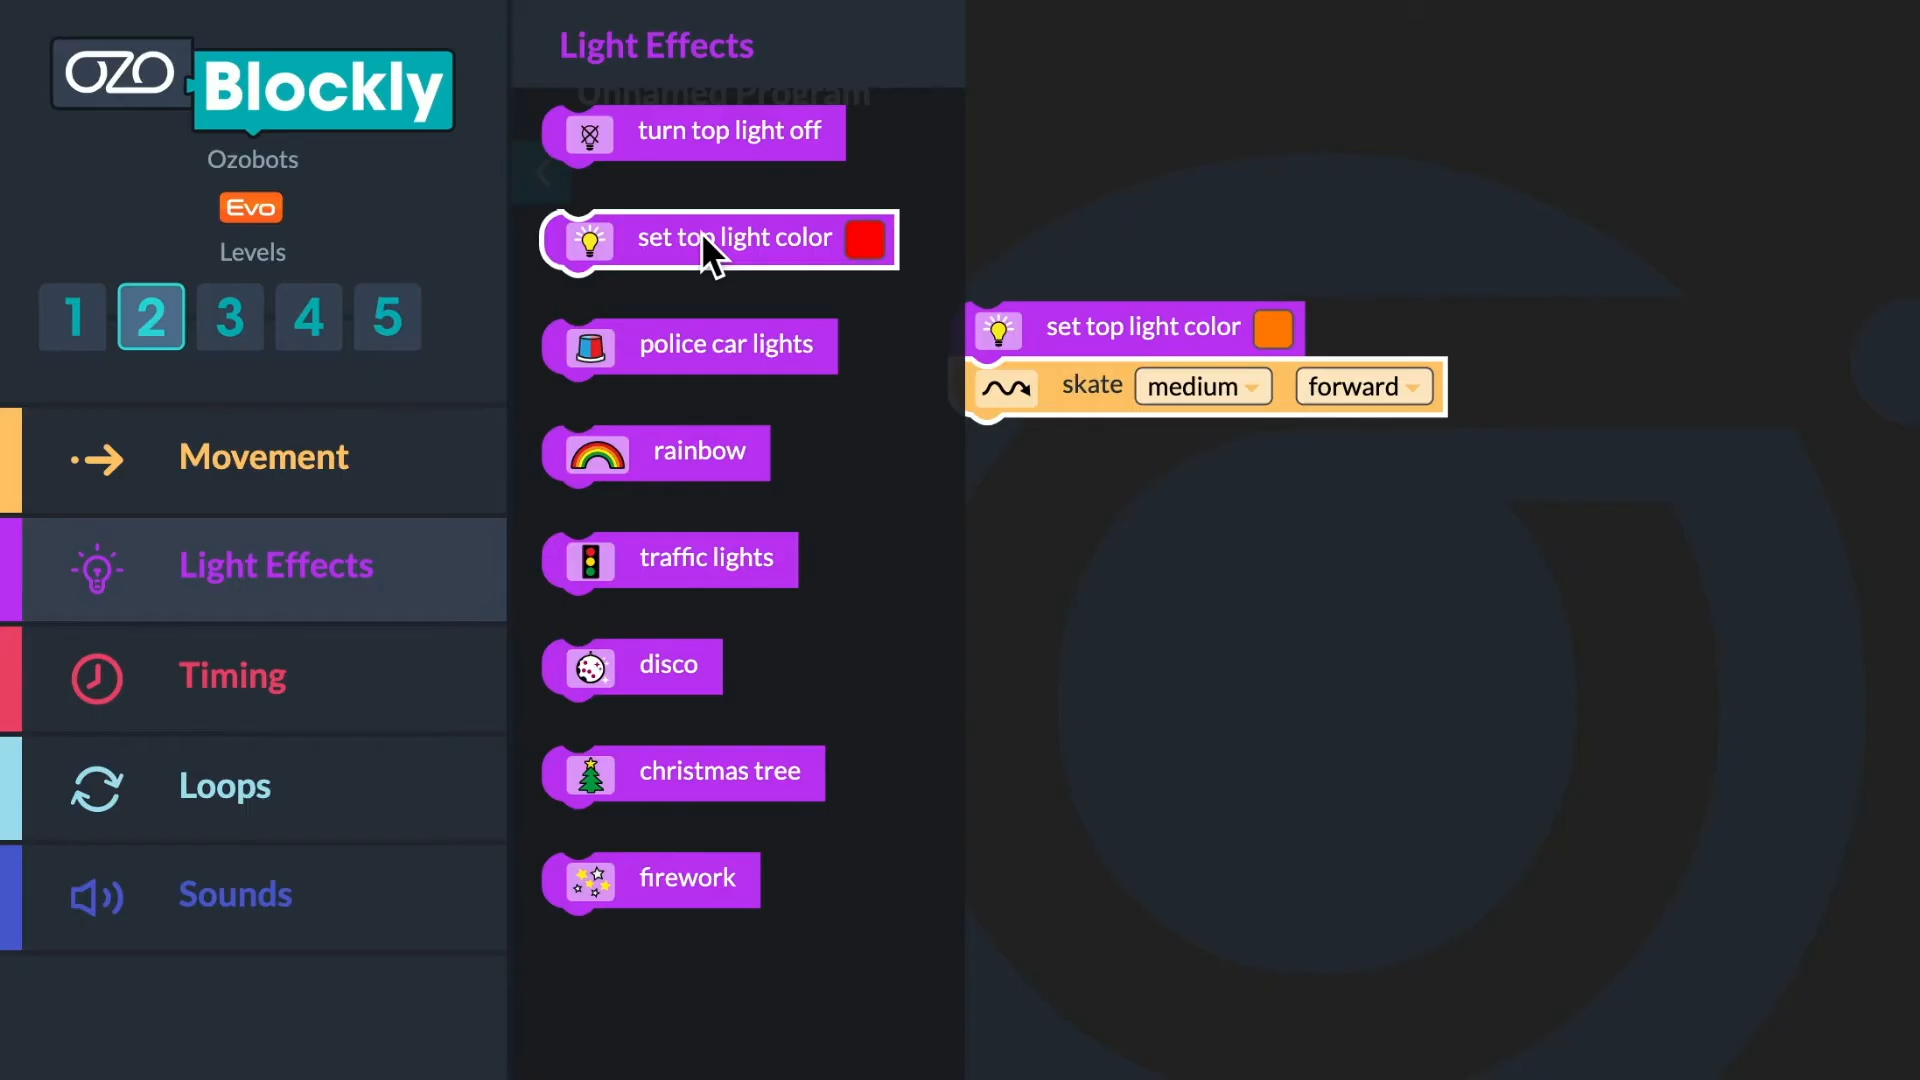 OZO
Blockly
Ozobots
Evo
Levels
1 2 3 4 5
Movement
Light Effects
Timing
Loops
Sounds
Light Effects
Unnamed Program
turn top light off
set top light color
police car lights
rainbow
traffic lights
disco
christmas tree
firework
set top light color
skate medium forward